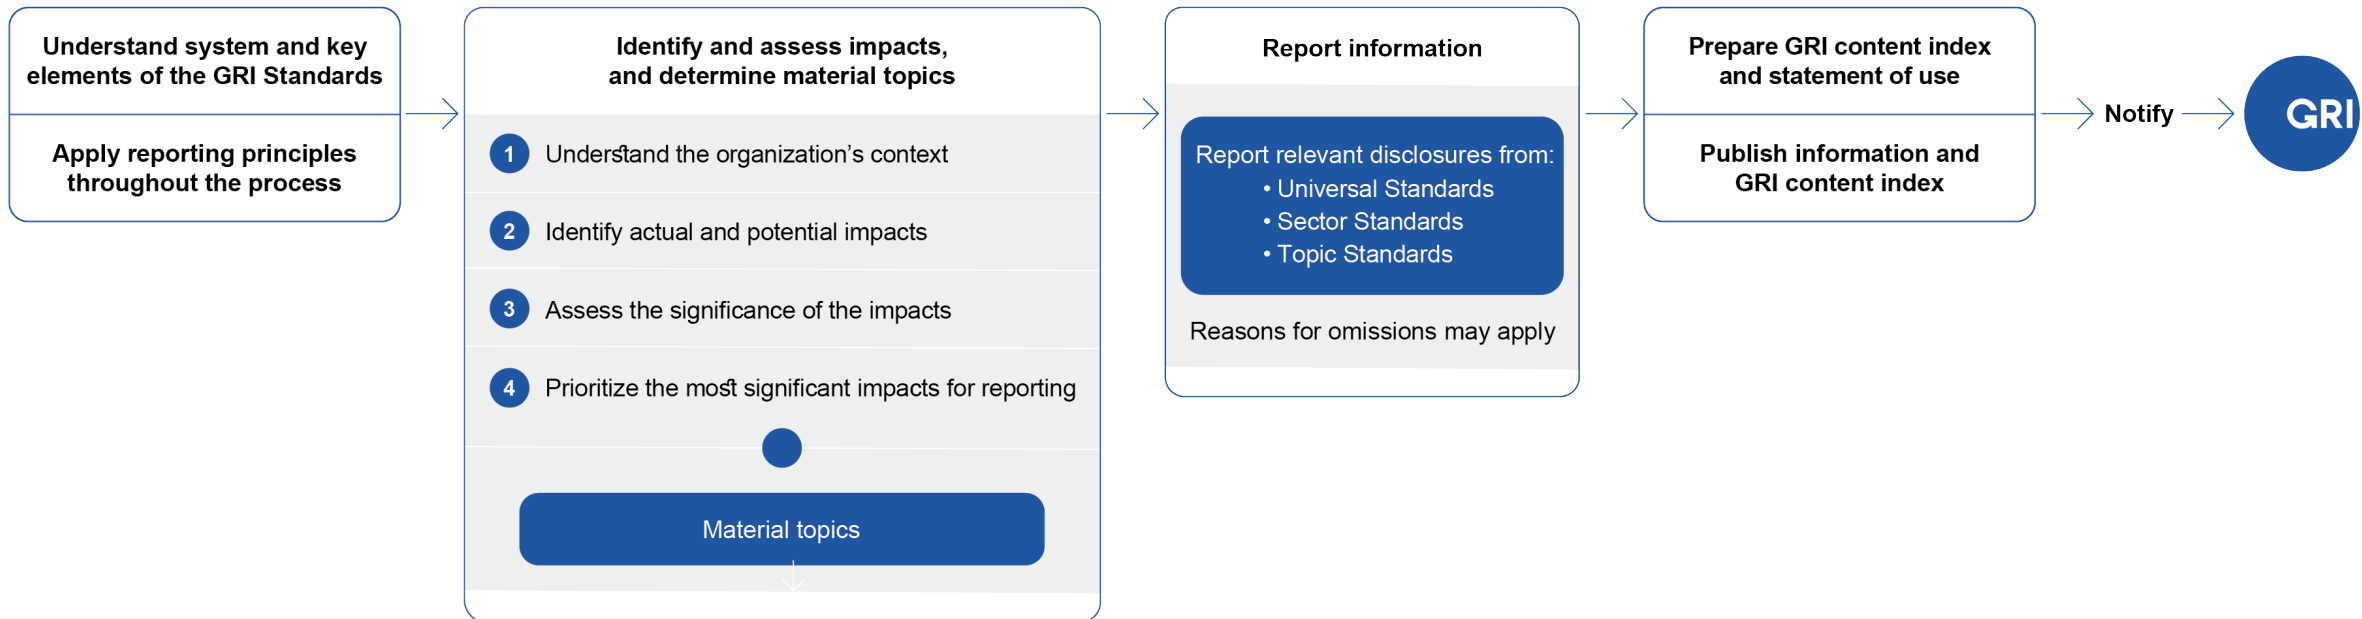 Understand system and key
elements of the GRI Standards
Apply reporting principles
throughout the process
Identify and assess impacts,
and determine material topics
1 Understand the organization’s context
2 Identify actual and potential impacts
3 Assess the significance of the impacts
4 Prioritize the most significant impacts for reporting
Material topics
Report information
Report relevant disclosures from:
• Universal Standards
• Sector Standards
• Topic Standards
Reasons for omissions may apply
Prepare GRI content index
and statement of use
Publish information and
GRI content index
Notify
GRI